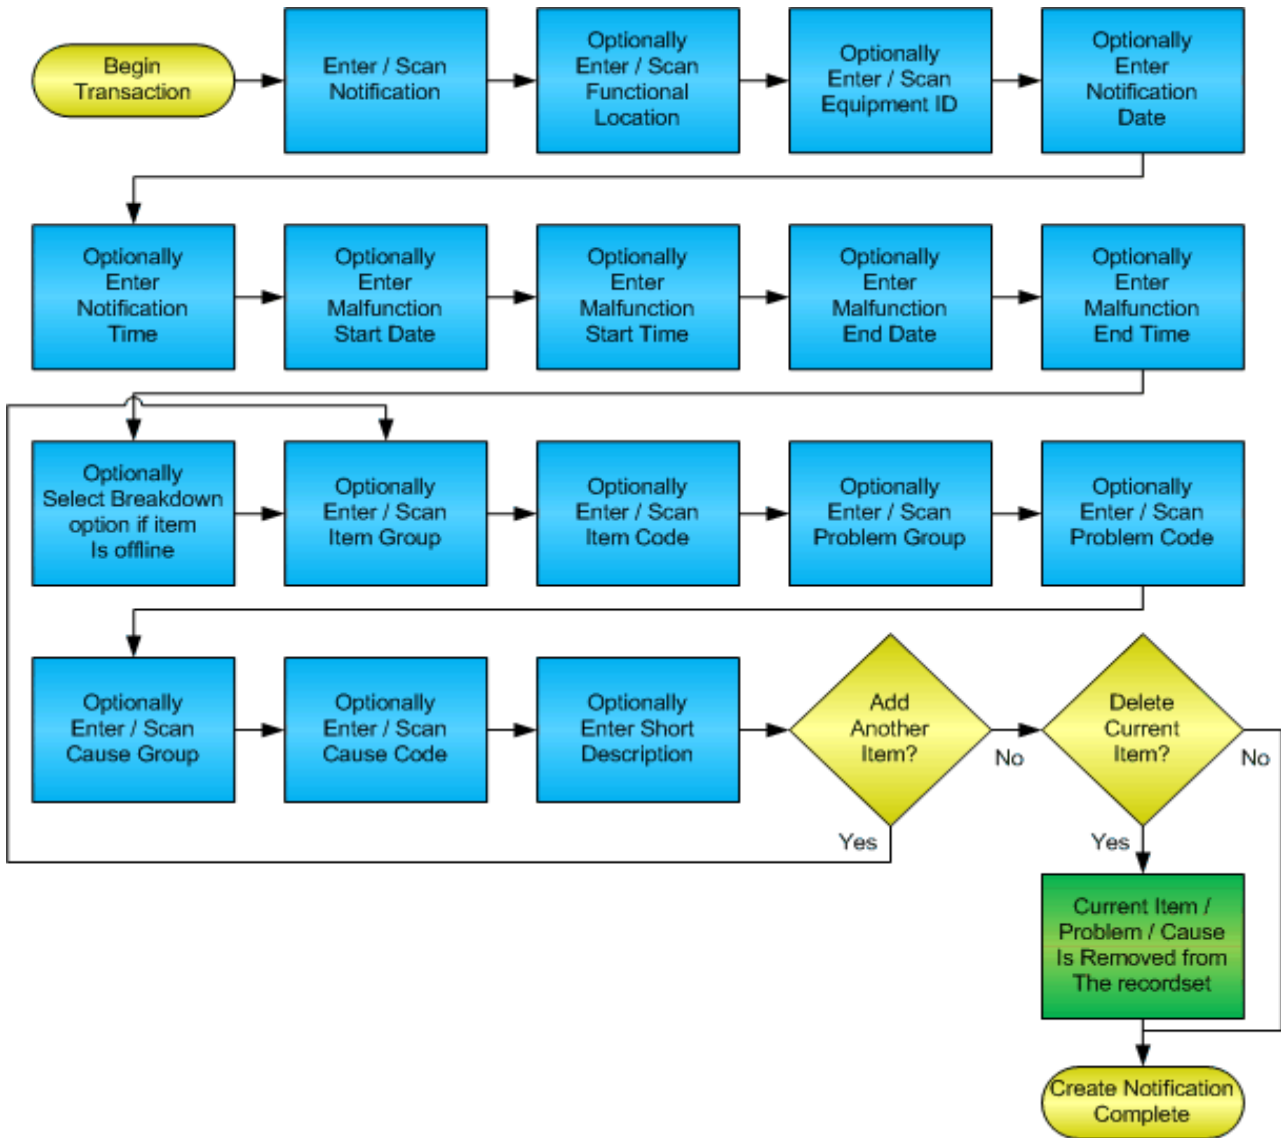 Begin
Transaction
Enter / Scan
Notification
Optionally
Enter / Scan
Functional
Location
Optionally
Enter / Scan
Equipment ID
Optionally
Enter
Notification
Date
Optionally
Enter
Notification
Time
Optionally
Enter
Malfunction
Start Date
Optionally
Enter
Malfunction
Start Time
Optionally
Enter
Malfunction
End Date
Optionally
Enter
Malfunction
End Time
Optionally
Select Breakdown
option if item
Is offline
Optionally
Enter / Scan
Item Group
Optionally
Enter / Scan
Item Code
Optionally
Enter / Scan
Problem Group
Optionally
Enter / Scan
Problem Code
Optionally
Enter / Scan
Cause Group
Optionally
Enter / Scan
Cause Code
Optionally
Enter Short
Description
Add
Another
Item?
No
Yes
Delete
Current
Item?
No
Yes
Current Item /
Problem / Cause
Is Removed from
The recordset
Create Notification
Complete